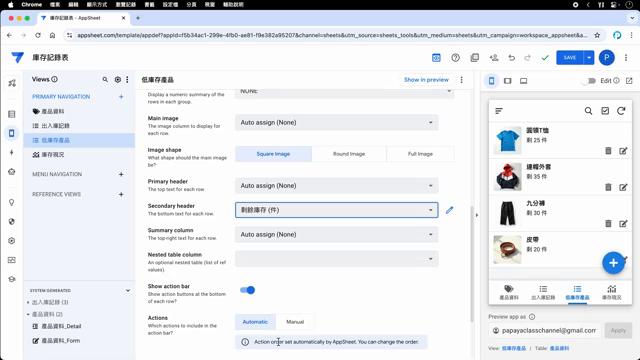 Chrome 檔案 編輯 顯示方式 瀏覽記錄 書籤 設定檔 分頁 視窗 輔助說明
庫存記錄表 - AppSheet
appsheet.com/template/appdef?appId=f5b34ac1-299e-4fb0-ae81-f9e382a95207&channel=sheets&utm_source=sheets_tools&utm_medium=sheets&utm_campaign=workspace_appsheet&a...
庫存記錄表
SAVE
P
Views
低庫存產品
Show in preview
Edit
PRIMARY NAVIGATION
產品資料
出入庫記錄
低庫存產品
庫存現況
MENU NAVIGATION
REFERENCE VIEWS
SYSTEM GENERATED
出入庫記錄 (3)
產品資料 (2)
產品資料_Detail
產品資料_Form
Display a numeric summary of the rows in each group.
NONE
Main image
The image column to display for each row.
Auto assign (None)
Image shape
What shape should the main image be?
Square Image
Round Image
Full Image
Primary header
The top text for each row.
Auto assign (None)
Secondary header
The bottom text for each row.
剩餘庫存 (件)
Summary column
The top-right text for each row.
Auto assign (None)
Nested table column
An optional nested table (list of ref values).
Show action bar
Show action buttons at the bottom of each row?
Actions
Which actions to include in the action bar?
Automatic
Manual
Action order set automatically by AppSheet. You can change the order.
圓領T恤
剩 25 件
連帽外套
剩 35 件
九分褲
剩 30 件
皮帶
剩 20 件
產品資料
出入庫記錄
低庫存產品
庫存現況
Preview app as
papayaclasschannel@gmail.com
Apply
View: 低庫存產品
Table: 產品資料